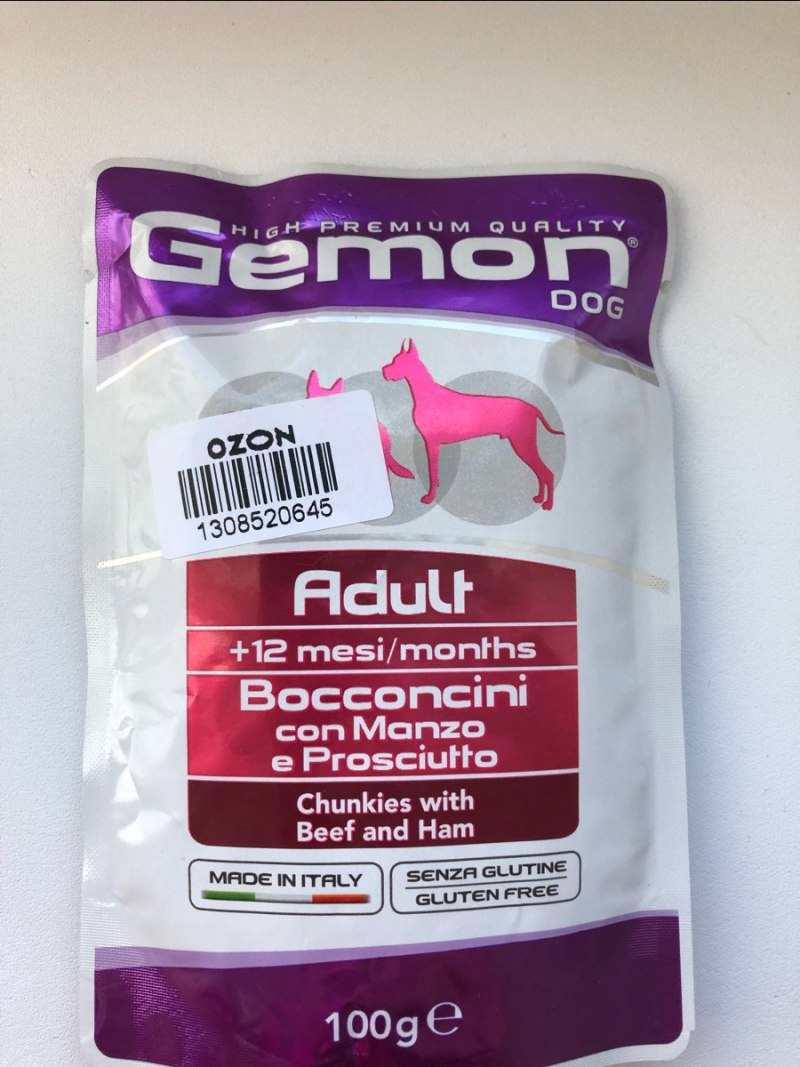 HIGH PREMIUM QUALITY
Gemon®
DOG
OZON
1308520645
Adult
+12 mesi/months
Bocconcini
con Manzo
e Prosciutto
Chunkies with
Beef and Ham
MADE IN ITALY
SENZA GLUTINE
GLUTEN FREE
100g ℮